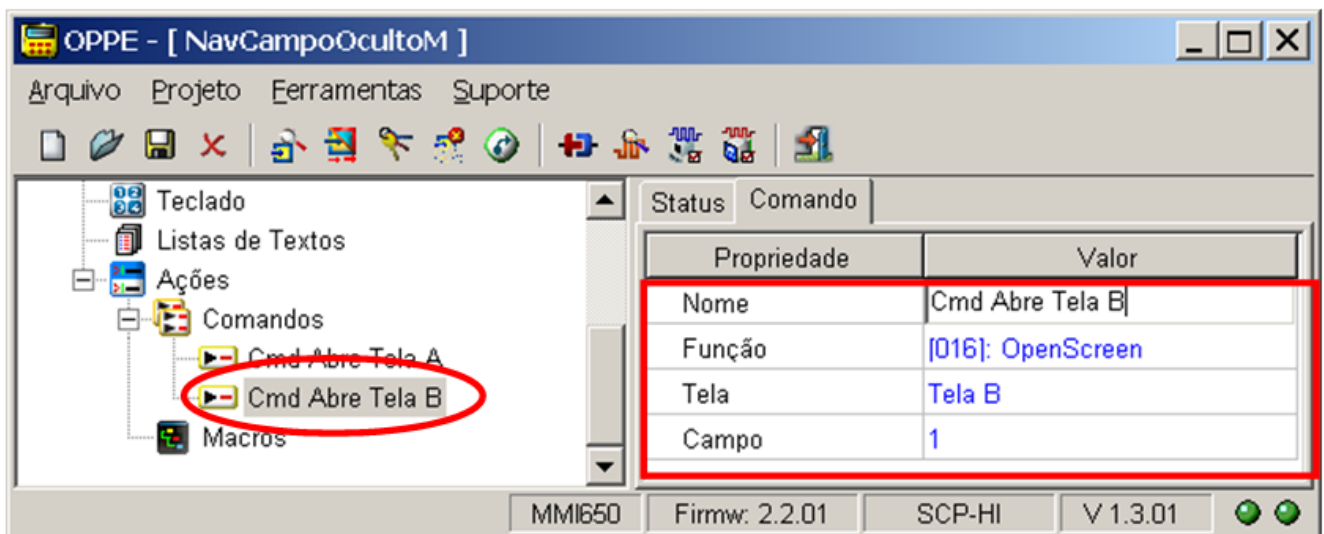 OPPE - [ NavCampoOcultoM ]
Arquivo Projeto Ferramentas Suporte
Teclado
Listas de Textos
Ações
Comandos
Cmd Abre Tela A
Cmd Abre Tela B
Macros
Status Comando
Propriedade Valor
Nome Cmd Abre Tela B
Função [016]: OpenScreen
Tela Tela B
Campo 1
MMI650 Firmw: 2.2.01 SCP-HI V 1.3.01